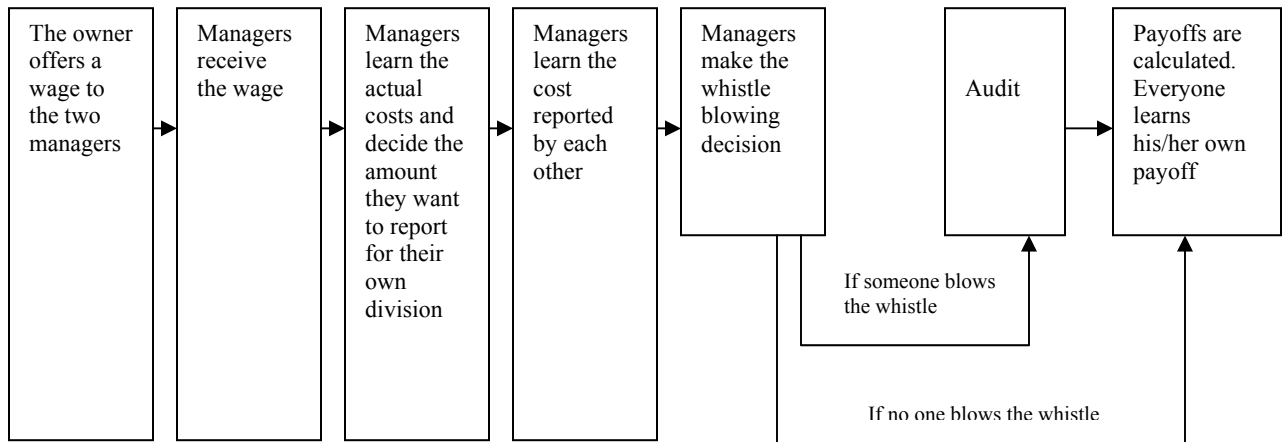 The owner
offers a
wage to
the two
managers
Managers
receive
the wage
Managers
learn the
actual
costs and
decide the
amount
they want
to report
for their
own
division
Managers
learn the
cost
reported
by each
other
Managers
make the
whistle
blowing
decision
Audit
Payoffs are
calculated.
Everyone
learns
his/her own
payoff
If someone blows
the whistle
If no one blows the whistle